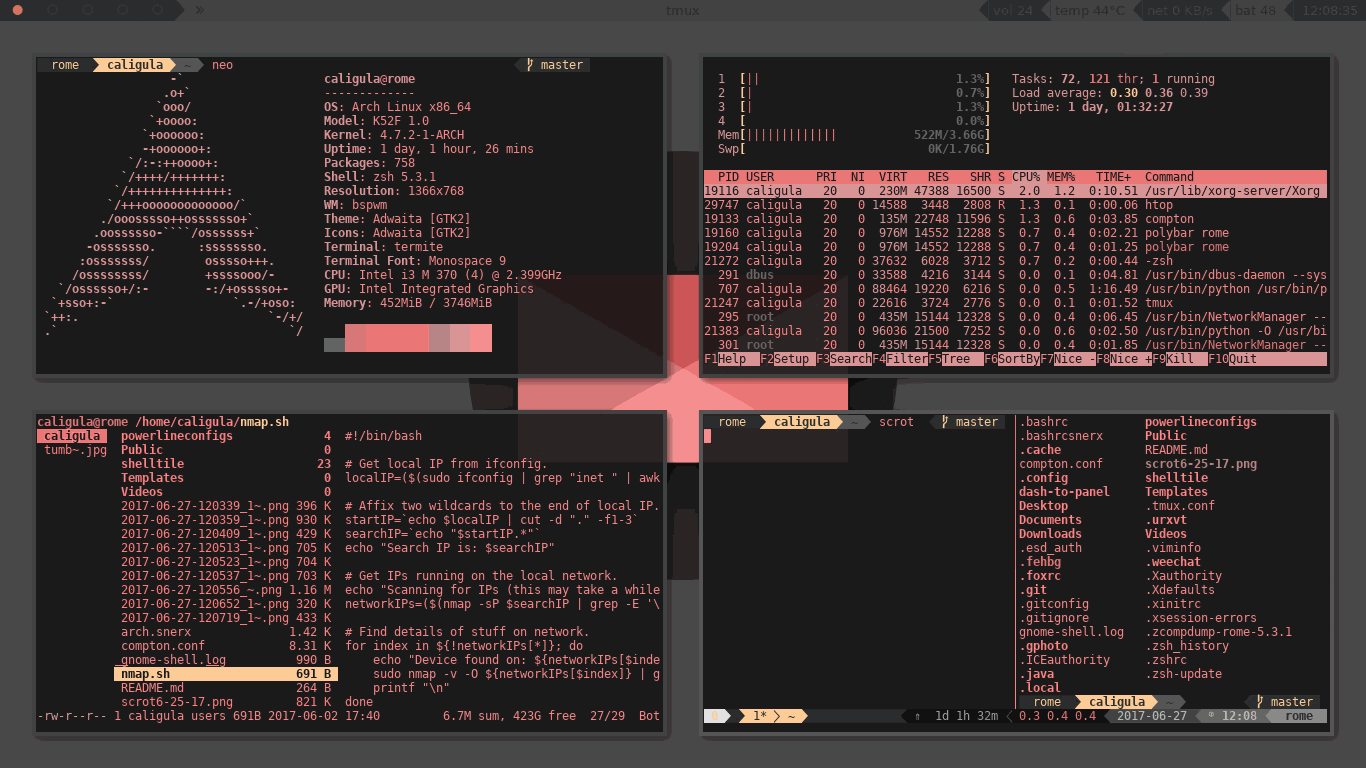 tmux
vol 24 temp 44°C net 0 KB/s bat 48 12:08:35
rome caligula ~ neo master
caligula@rome
-------------
OS: Arch Linux x86_64
Model: K52F 1.0
Kernel: 4.7.2-1-ARCH
Uptime: 1 day, 1 hour, 26 mins
Packages: 758
Shell: zsh 5.3.1
Resolution: 1366x768
WM: bspwm
Theme: Adwaita [GTK2]
Icons: Adwaita [GTK2]
Terminal: termite
Terminal Font: Monospace 9
CPU: Intel i3 M 370 (4) @ 2.399GHz
GPU: Intel Integrated Graphics
Memory: 452MiB / 3746MiB
1 [|| 1.3%] Tasks: 72, 121 thr; 1 running
2 [| 0.7%] Load average: 0.30 0.36 0.39
3 [| 1.3%] Uptime: 1 day, 01:32:27
4 [ 0.0%]
Mem[||||||||||||| 522M/3.66G]
Swp[ 0K/1.76G]
PID USER PRI NI VIRT RES SHR S CPU% MEM% TIME+ Command
19116 caligula 20 0 230M 47388 16500 S 2.0 1.2 0:10.51 /usr/lib/xorg-server/Xorg
29747 caligula 20 0 14588 3448 2808 R 1.3 0.1 0:00.06 htop
19133 caligula 20 0 135M 22748 11596 S 1.3 0.6 0:03.85 compton
19160 caligula 20 0 976M 14552 12288 S 0.7 0.4 0:02.21 polybar rome
19204 caligula 20 0 976M 14552 12288 S 0.7 0.4 0:01.25 polybar rome
21272 caligula 20 0 37632 6028 3712 S 0.7 0.2 0:00.44 -zsh
291 dbus 20 0 33588 4216 3144 S 0.0 0.1 0:04.81 /usr/bin/dbus-daemon --sys
707 caligula 20 0 88464 19220 6216 S 0.0 0.5 1:16.49 /usr/bin/python /usr/bin/p
21247 caligula 20 0 22616 3724 2776 S 0.0 0.1 0:01.52 tmux
295 root 20 0 435M 15144 12328 S 0.0 0.4 0:06.45 /usr/bin/NetworkManager --
21383 caligula 20 0 96036 21500 7252 S 0.0 0.6 0:02.50 /usr/bin/python -O /usr/bi
301 root 20 0 435M 15144 12328 S 0.0 0.4 0:01.85 /usr/bin/NetworkManager --
F1Help F2Setup F3SearchF4FilterF5Tree F6SortByF7Nice -F8Nice +F9Kill F10Quit
caligula@rome /home/caligula/nmap.sh
caligula powerlineconfigs 4 #!/bin/bash
tumb~.jpg Public 0
shelltile 23 # Get local IP from ifconfig.
Templates 0 localIP=($(sudo ifconfig | grep "inet " | awk
Videos 0
2017-06-27-120339_1~.png 396 K # Affix two wildcards to the end of local IP.
2017-06-27-120359_1~.png 930 K startIP=`echo $localIP | cut -d "." -f1-3`
2017-06-27-120409_1~.png 429 K searchIP=`echo "$startIP.*"`
2017-06-27-120513_1~.png 705 K echo "Search IP is: $searchIP"
2017-06-27-120523_1~.png 704 K
2017-06-27-120537_1~.png 703 K # Get IPs running on the local network.
2017-06-27-120556_~.png 1.16 M echo "Scanning for IPs (this may take a while
2017-06-27-120652_1~.png 320 K networkIPs=($(nmap -sP $searchIP | grep -E '\
2017-06-27-120719_1~.png 433 K
arch.snerx 1.42 K # Find details of stuff on network.
compton.conf 8.31 K for index in ${!networkIPs[*]}; do
gnome-shell.log 990 B echo "Device found on: ${networkIPs[$inde
nmap.sh 691 B sudo nmap -v -O ${networkIPs[$index]} | g
README.md 264 B printf "\n"
scrot6-25-17.png 821 K done
-rw-r--r-- 1 caligula users 691B 2017-06-02 17:40 6.7M sum, 423G free 27/29 Bot
rome caligula ~ scrot master
.bashrc powerlineconfigs
.bashrcsnerx Public
.cache README.md
compton.conf scrot6-25-17.png
.config shelltile
dash-to-panel Templates
Desktop .tmux.conf
Documents .urxvt
Downloads Videos
.esd_auth .viminfo
.fehbg .weechat
.foxrc .Xauthority
.git .Xdefaults
.gitconfig .xinitrc
.gitignore .xsession-errors
gnome-shell.log .zcompdump-rome-5.3.1
.gphoto .zsh_history
.ICEauthority .zshrc
.java .zsh-update
.local
rome caligula ~ master
0 1* ~ ⇑ 1d 1h 32m 0.3 0.4 0.4 2017-06-27 12:08 rome